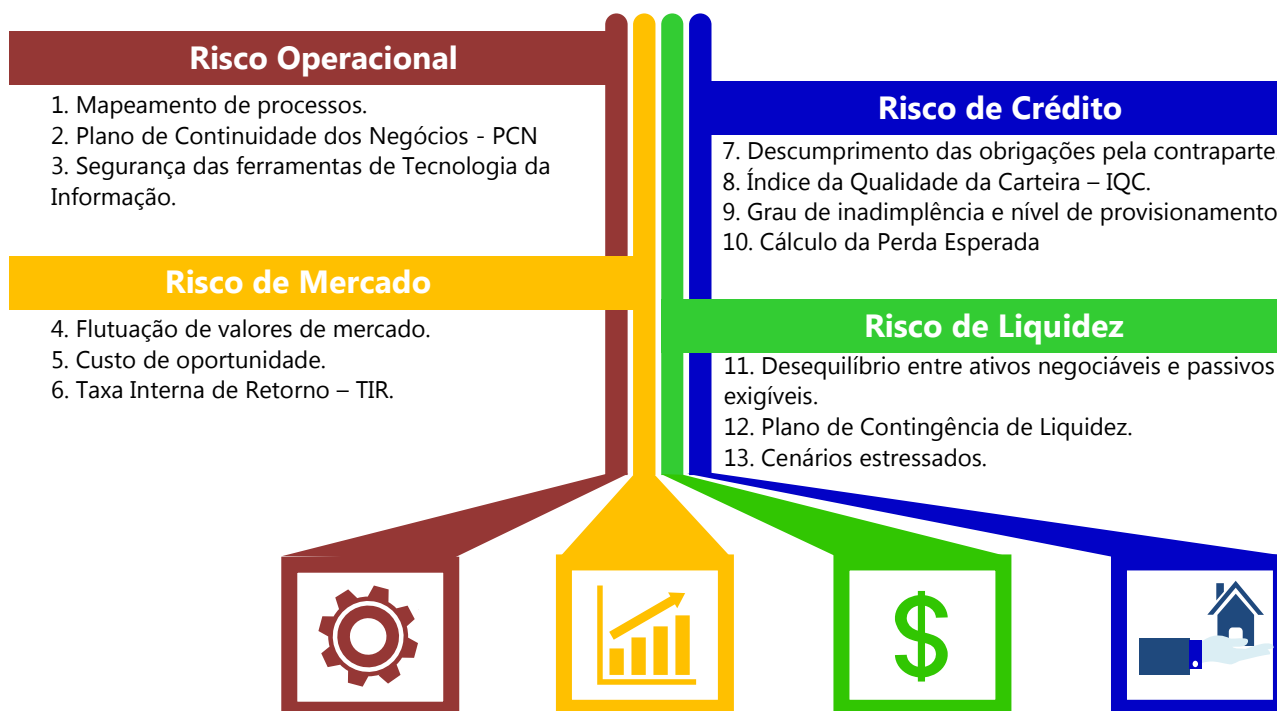 Risco Operacional
1. Mapeamento de processos.
2. Plano de Continuidade dos Negócios - PCN
3. Segurança das ferramentas de Tecnologia da
Informação.
Risco de Mercado
4. Flutuação de valores de mercado.
5. Custo de oportunidade.
6. Taxa Interna de Retorno – TIR.
Risco de Crédito
7. Descumprimento das obrigações pela contraparte
8. Índice da Qualidade da Carteira – IQC.
9. Grau de inadimplência e nível de provisionamento
10. Cálculo da Perda Esperada
Risco de Liquidez
11. Desequilíbrio entre ativos negociáveis e passivos
exigíveis.
12. Plano de Contingência de Liquidez.
13. Cenários estressados.
$